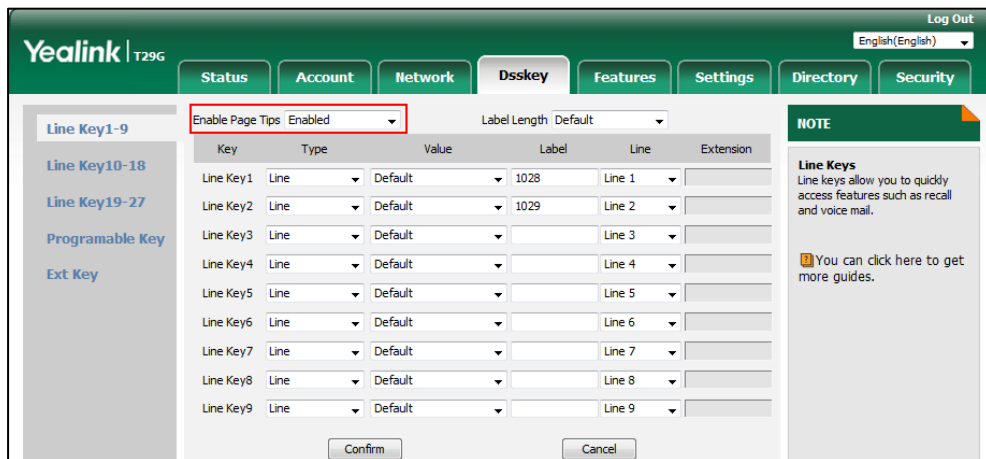 Log Out
Yealink | T29G
English(English)
Status Account Network Dsskey Features Settings Directory Security
Line Key1-9
Line Key10-18
Line Key19-27
Programable Key
Ext Key
Enable Page Tips Enabled Label Length Default
Key Type Value Label Line Extension
Line Key1 Line Default 1028 Line 1
Line Key2 Line Default 1029 Line 2
Line Key3 Line Default Line 3
Line Key4 Line Default Line 4
Line Key5 Line Default Line 5
Line Key6 Line Default Line 6
Line Key7 Line Default Line 7
Line Key8 Line Default Line 8
Line Key9 Line Default Line 9
Confirm Cancel
NOTE
Line Keys
Line keys allow you to quickly
access features such as recall
and voice mail.
You can click here to get
more guides.